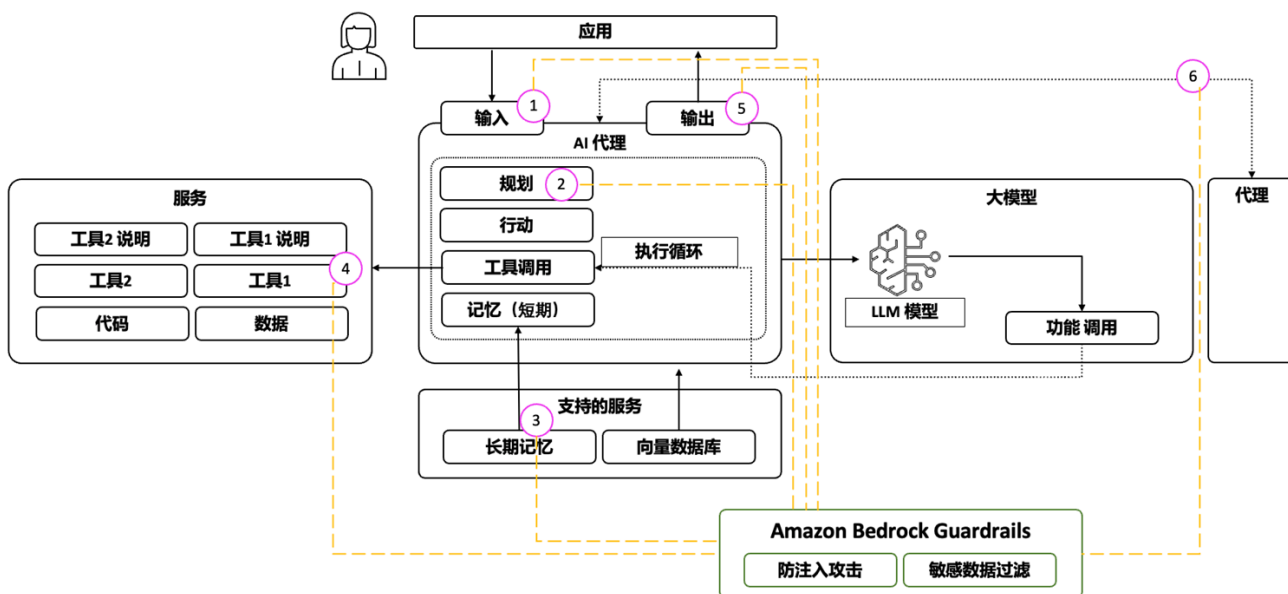 应用
6
1
5
输入
输出
AI 代理
规划
2
行动
工具调用
执行循环
记忆（短期）
服务
工具2 说明
工具1 说明
4
工具2
工具1
代码
数据
大模型
LLM 模型
功能 调用
代理
支持的服务
3
长期记忆
向量数据库
Amazon Bedrock Guardrails
防注入攻击
敏感数据过滤